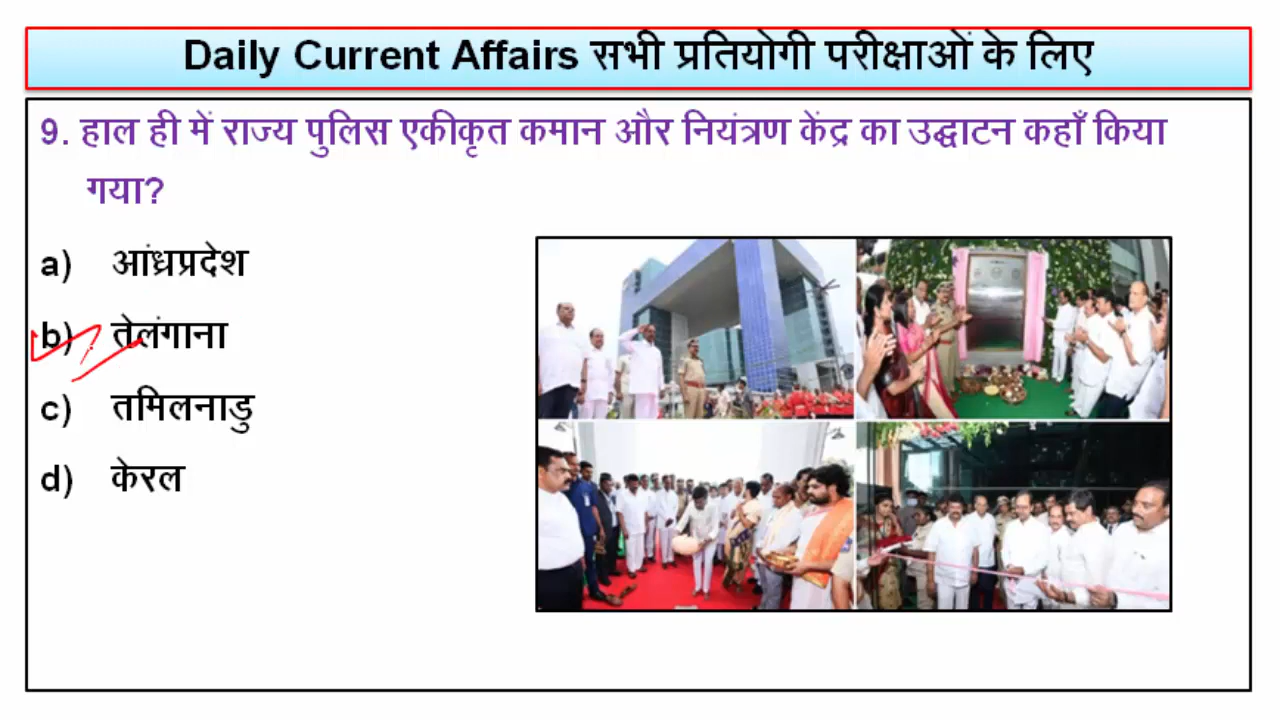 Daily Current Affairs सभी प्रतियोगी परीक्षाओं के लिए
9. हाल ही में राज्य पुलिस एकीकृत कमान और नियंत्रण केंद्र का उद्घाटन कहाँ किया
गया?
a) आंध्रप्रदेश
b) तेलंगाना
c) तमिलनाडु
d) केरल